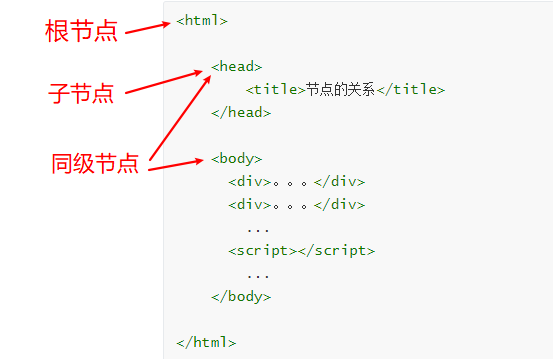 根节点
<html>
子节点
<head>
<title>节点的关系</title>
</head>
同级节点
<body>
<div>。。。</div>
<div>。。。</div>
...
<script></script>
...
</body>
</html>